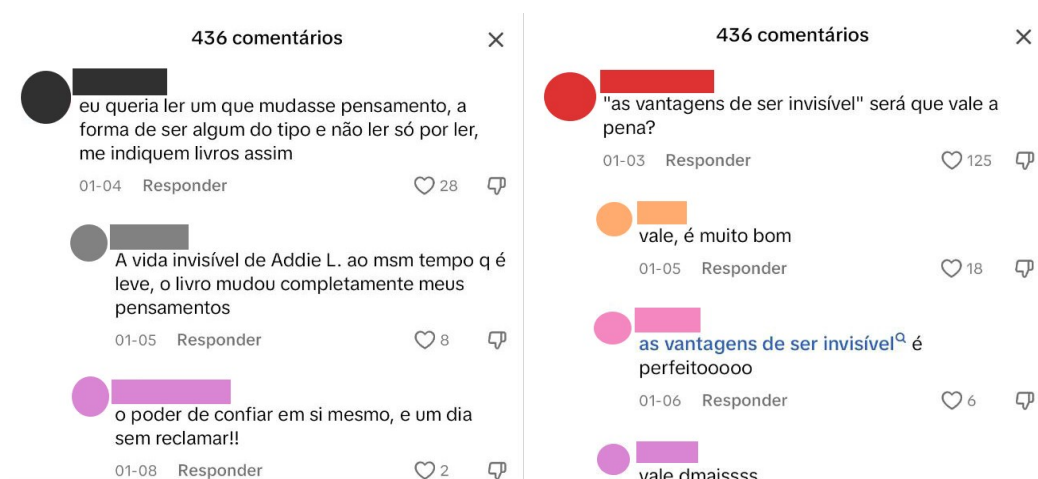 436 comentários
eu queria ler um que mudasse pensamento, a
forma de ser algum do tipo e não ler só por ler,
me indiquem livros assim
01-04 Responder 28
A vida invisível de Addie L. ao msm tempo q é
leve, o livro mudou completamente meus
pensamentos
01-05 Responder 8
o poder de confiar em si mesmo, e um dia
sem reclamar!!
01-08 Responder 2
436 comentários
"as vantagens de ser invisível" será que vale a
pena?
01-03 Responder 125
vale, é muito bom
01-05 Responder 18
as vantagens de ser invisível é
perfeitooooo
01-06 Responder 6
vale dmaissss